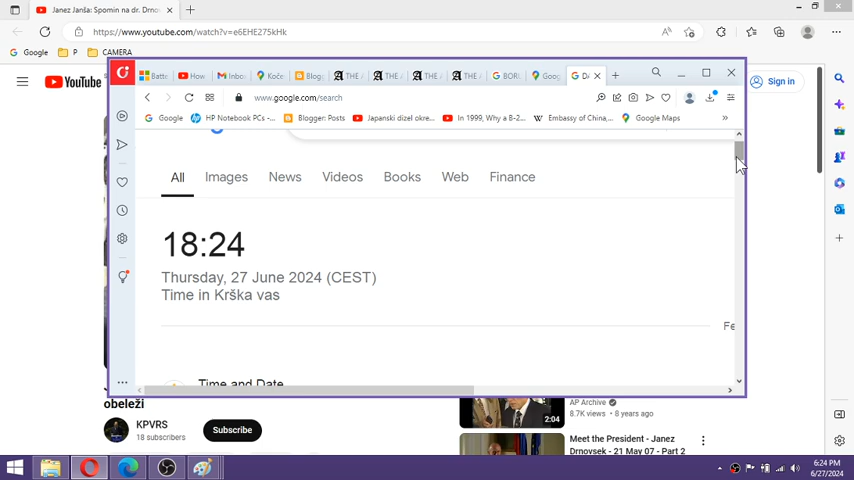 Janez Janša: Spomin na dr. Drno
https://www.youtube.com/watch?v=e6EHE275kHk
Google
P
CAMERA
YouTube
Sign in
Batte
How
Inbo
Koče
Blog
THE
THE
THE
THE
BOR
Goog
DA
www.google.com/search
Google
HP Notebook PCs -...
Blogger: Posts
Japanski dizel okre...
In 1999, Why a B-2...
Embassy of China,...
Google Maps
»
All
Images
News
Videos
Books
Web
Finance
18:24
Thursday, 27 June 2024 (CEST)
Time in Krška vas
Fe
Time and Date
obeleži
KPVRS
18 subscribers
Subscribe
2:04
AP Archive
8.7K views • 8 years ago
Meet the President - Janez
Drnovsek - 21 May 07 - Part 2
6:24 PM
6/27/2024